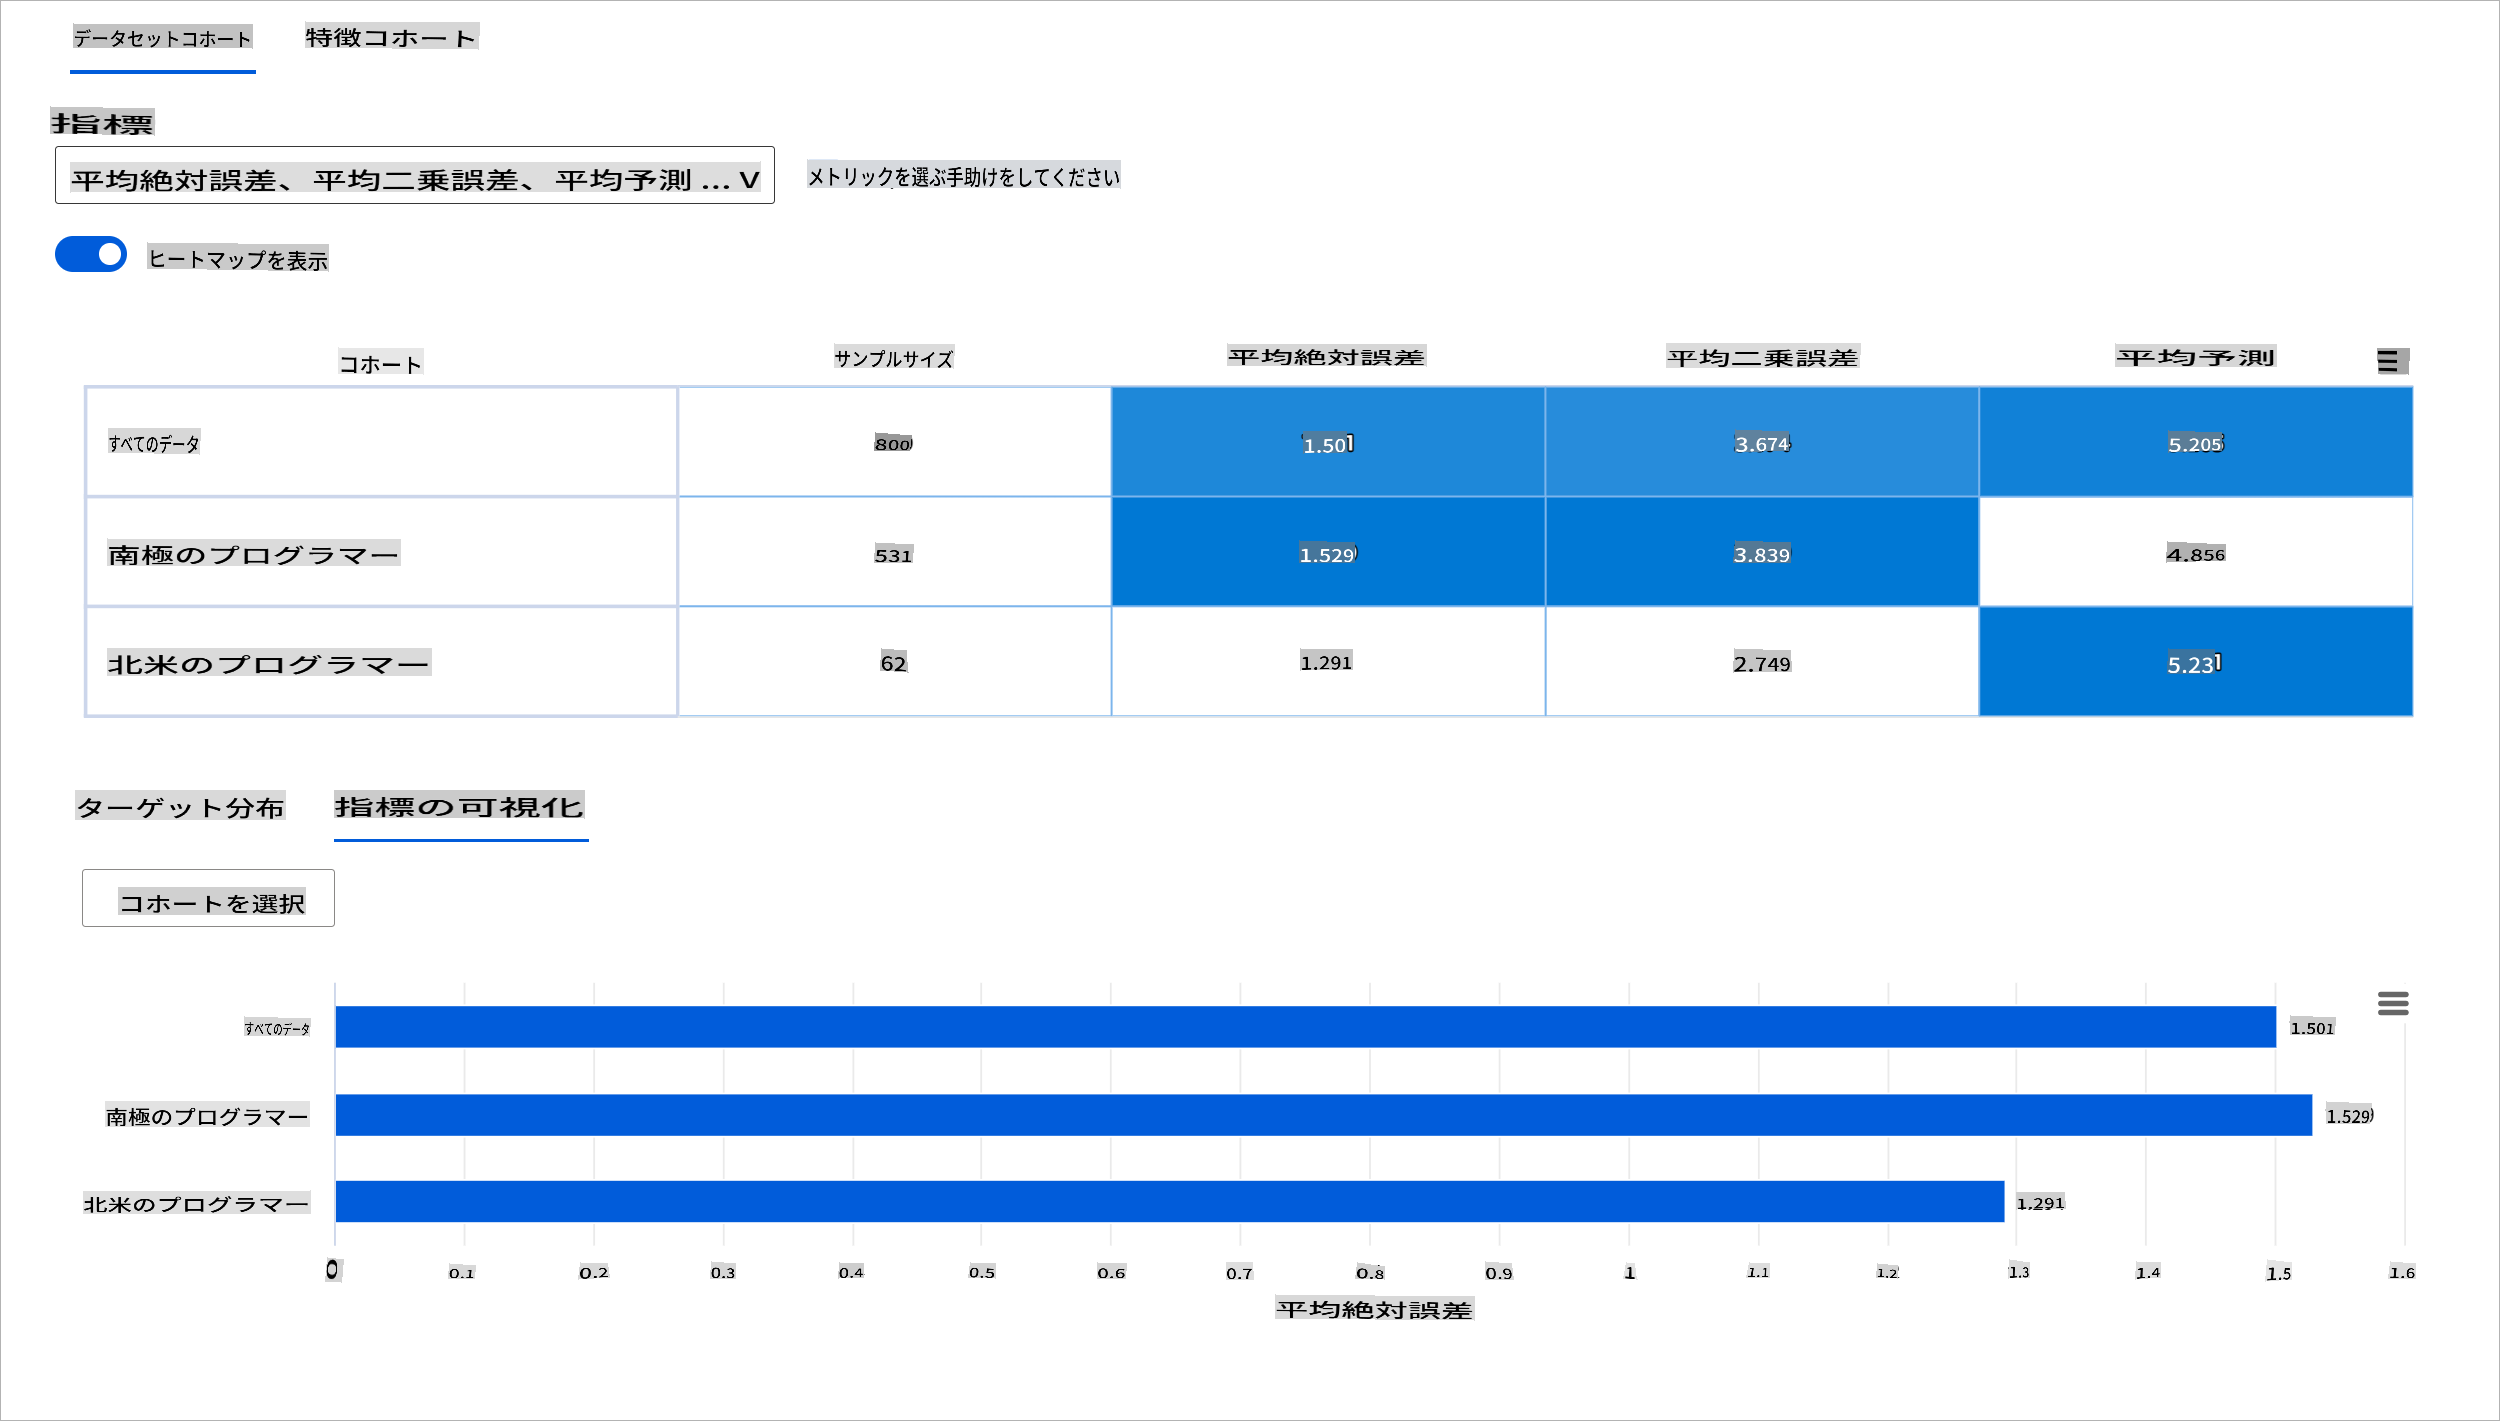 データセットコホート 特徴コホート
指標
平均絶対誤差、平均二乗誤差、平均予測 ... V メトリックを選ぶ手助けをしてください
ヒートマップを表示
コホート サンプルサイズ 平均絶対誤差 平均二乗誤差 平均予測
すべてのデータ 800 1.501 3.674 5.205
南極のプログラマー 531 1.529 3.839 4.856
北米のプログラマー 62 1.291 2.749 5.231
ターゲット分布 指標の可視化
コホートを選択
すべてのデータ 1.501
南極のプログラマー 1.529
北米のプログラマー 1.291
0 0.1 0.2 0.3 0.4 0.5 0.6 0.7 0.8 0.9 1 1.1 1.2 1.3 1.4 1.5 1.6
平均絶対誤差